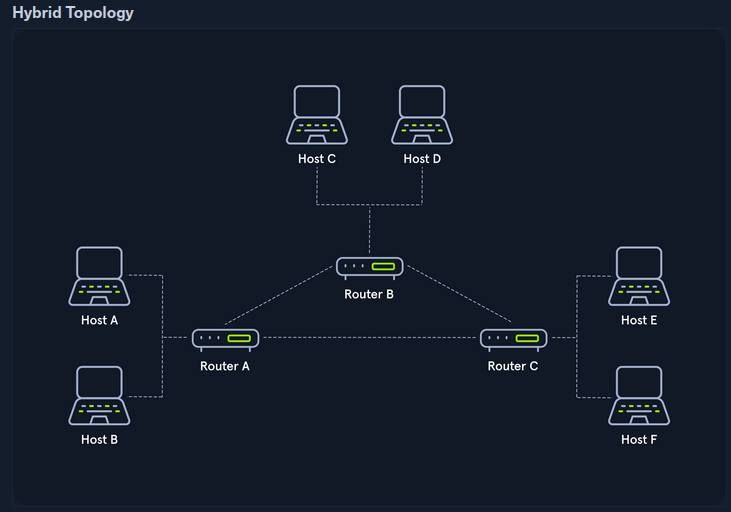 Hybrid Topology
Host C
Host D
Router B
Host A
Host E
Router A
Router C
Host B
Host F